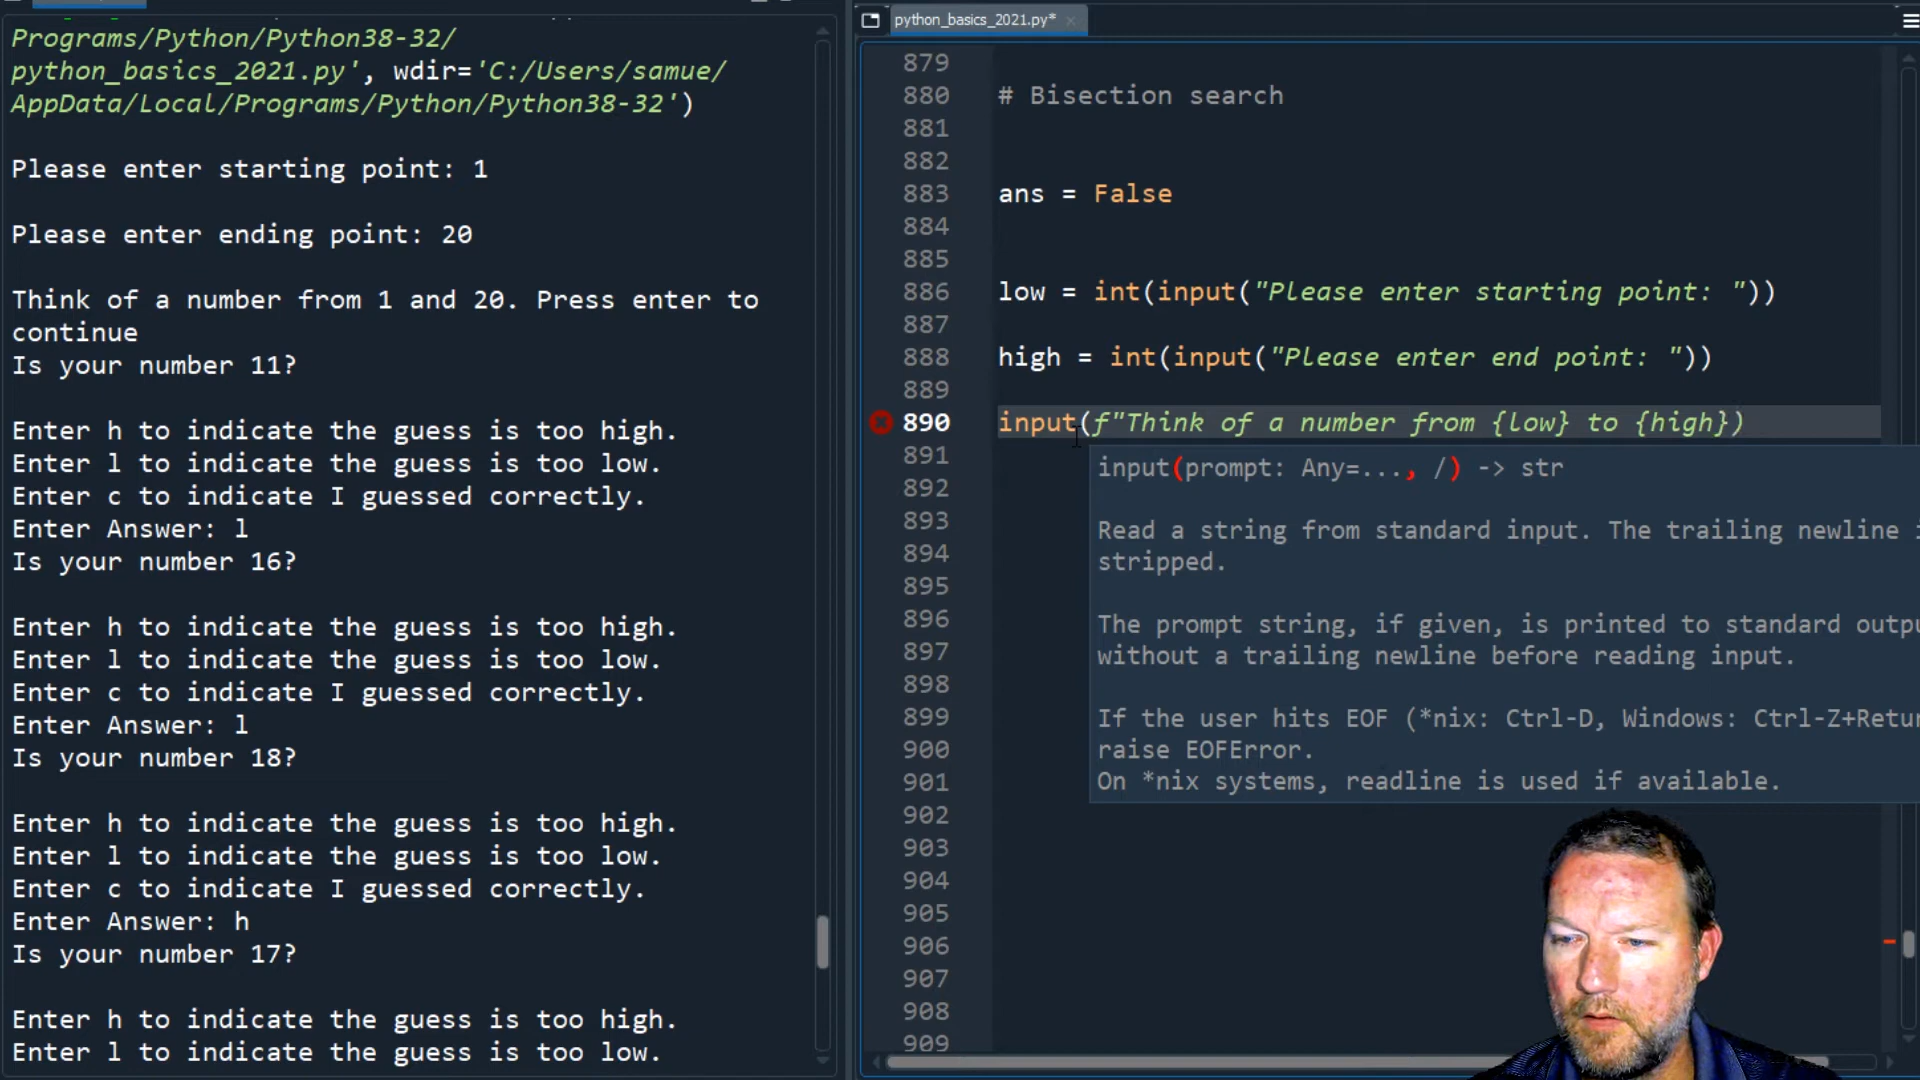 Programs/Python/Python38-32/
python_basics_2021.py', wdir='C:/Users/samue/
AppData/Local/Programs/Python/Python38-32')
Please enter starting point: 1
Please enter ending point: 20
Think of a number from 1 and 20. Press enter to
continue
Is your number 11?
Enter h to indicate the guess is too high.
Enter l to indicate the guess is too low.
Enter c to indicate I guessed correctly.
Enter Answer: l
Is your number 16?
Enter h to indicate the guess is too high.
Enter l to indicate the guess is too low.
Enter c to indicate I guessed correctly.
Enter Answer: l
Is your number 18?
Enter h to indicate the guess is too high.
Enter l to indicate the guess is too low.
Enter c to indicate I guessed correctly.
Enter Answer: h
Is your number 17?
Enter h to indicate the guess is too high.
Enter l to indicate the guess is too low.
python_basics_2021.py*
879
880 # Bisection search
881
882
883 ans = False
884
885
886 low = int(input("Please enter starting point: "))
887
888 high = int(input("Please enter end point: "))
889
890 input(f"Think of a number from {low} to {high})
891
892
893
894
895
896
897
898
899
900
901
902
903
904
905
906
907
908
909
input(prompt: Any=..., /) -> str
Read a string from standard input. The trailing newline
stripped.
The prompt string, if given, is printed to standard outpu
without a trailing newline before reading input.
If the user hits EOF (*nix: Ctrl-D, Windows: Ctrl-Z+Retur
raise EOFError.
On *nix systems, readline is used if available.